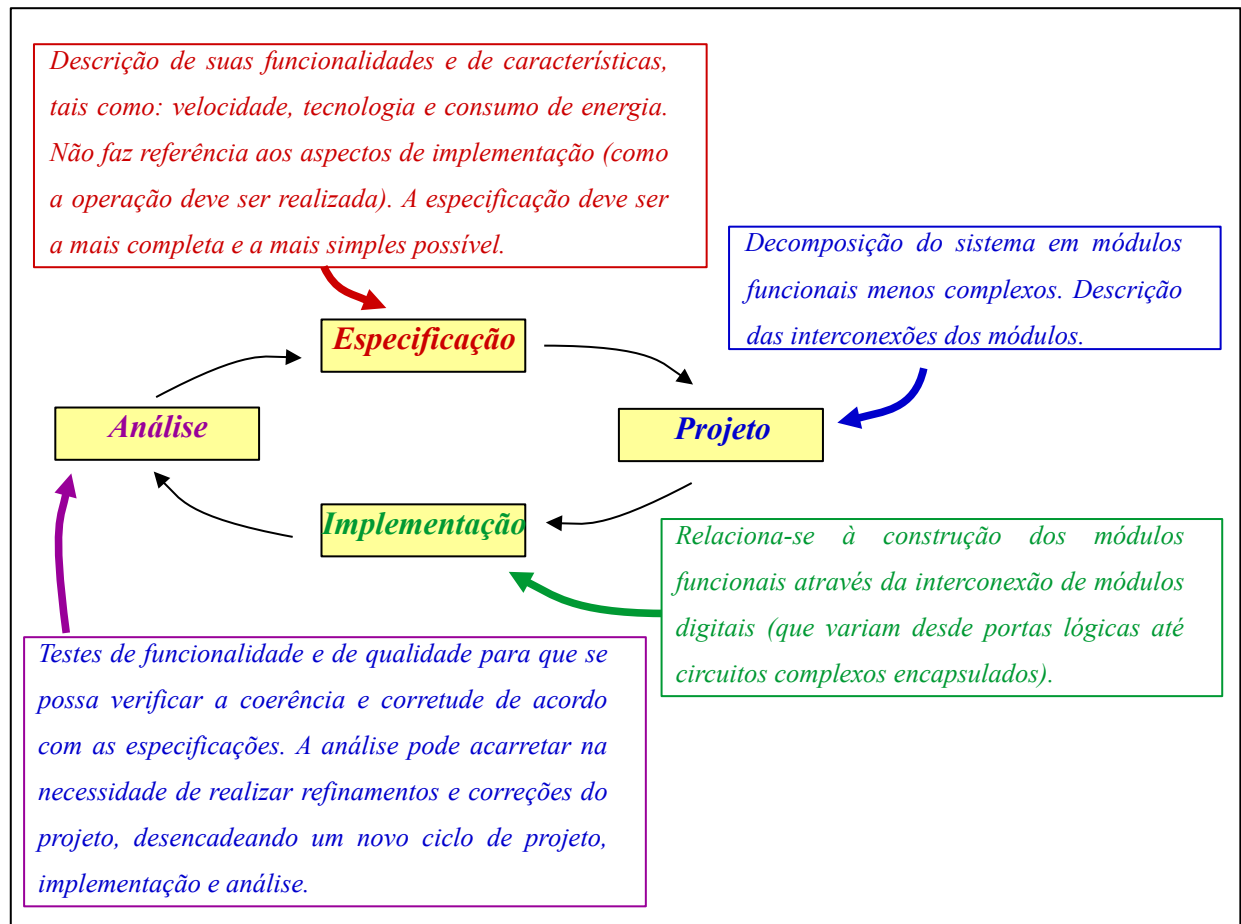 Descrição de suas funcionalidades e de características,
tais como: velocidade, tecnologia e consumo de energia.
Não faz referência aos aspectos de implementação (como
a operação deve ser realizada). A especificação deve ser
a mais completa e a mais simples possível.
Decomposição do sistema em módulos
funcionais menos complexos. Descrição
das interconexões dos módulos.
Especificação
Análise
Projeto
Implementação
Relaciona-se à construção dos módulos
funcionais através da interconexão de módulos
digitais (que variam desde portas lógicas até
circuitos complexos encapsulados).
Testes de funcionalidade e de qualidade para que se
possa verificar a coerência e corretude de acordo
com as especificações. A análise pode acarretar na
necessidade de realizar refinamentos e correções do
projeto, desencadeando um novo ciclo de projeto,
implementação e análise.